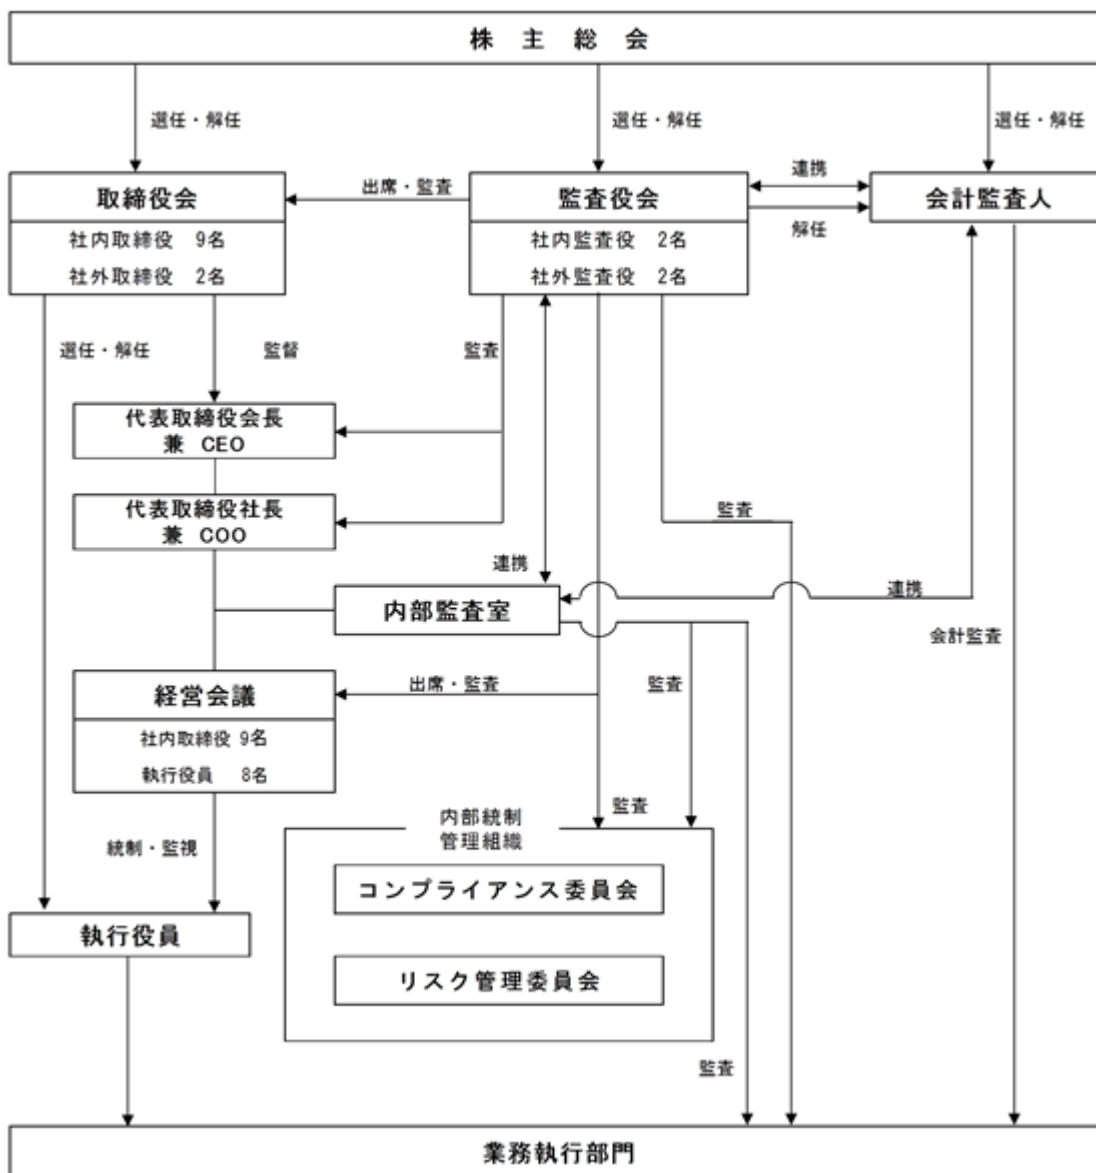 株 主 総 会
選任・解任
選任・解任
選任・解任
取締役会
社内取締役 9名
社外取締役 2名
出席・監査
監査役会
社内監査役 2名
社外監査役 2名
連携
解任
会計監査人
選任・解任
監督
監査
代表取締役会長
兼 CEO
代表取締役社長
兼 COO
監査
連携
内部監査室
連携
会計監査
経営会議
社内取締役 9名
執行役員 8名
出席・監査
監査
統制・監視
内部統制
管理組織
監査
コンプライアンス委員会
リスク管理委員会
執行役員
監査
業務執行部門